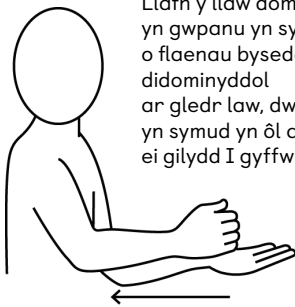 Llafn y llaw dom
yn gwpanu yn sy
o flaenau bysedd
didominyddol
ar gledr law, dw
yn symud yn ôl a
ei gilydd I gyffw